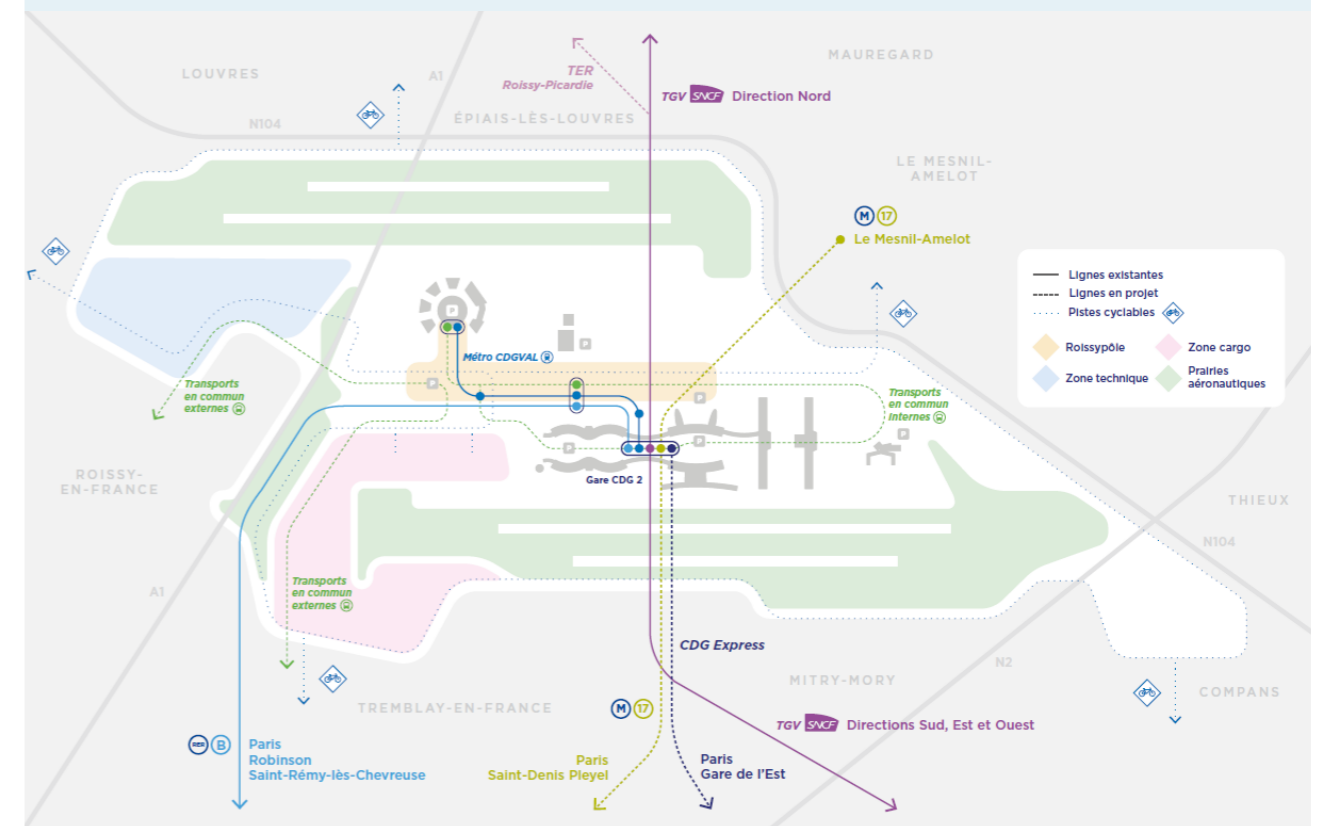 LOUVRES
A1
N104
TER
Roissy-Picardie
TGV SNCF Direction Nord
MAUREGARD
ÉPIAIS-LÈS-LOUVRES
LE MESNIL-
AMELOT
M 17
Le Mesnil-Amelot
Lignes existantes
Lignes en projet
Pistes cyclables
Roissypôle
Zone cargo
Zone technique
Prairies
aéronautiques
P
P
Métro CDGVAL
P
P
Transports
en commun
externes
Transports
en commun
internes
P
P
P
Gare CDG 2
ROISSY-
EN-FRANCE
THIEUX
N104
A1
Transports
en commun
externes
CDG Express
N2
MITRY-MORY
COMPANS
TREMBLAY-EN-FRANCE
M 17
TGV SNCF Directions Sud, Est et Ouest
RER B
Paris
Robinson
Saint-Rémy-lès-Chevreuse
Paris
Saint-Denis Pleyel
Paris
Gare de l'Est